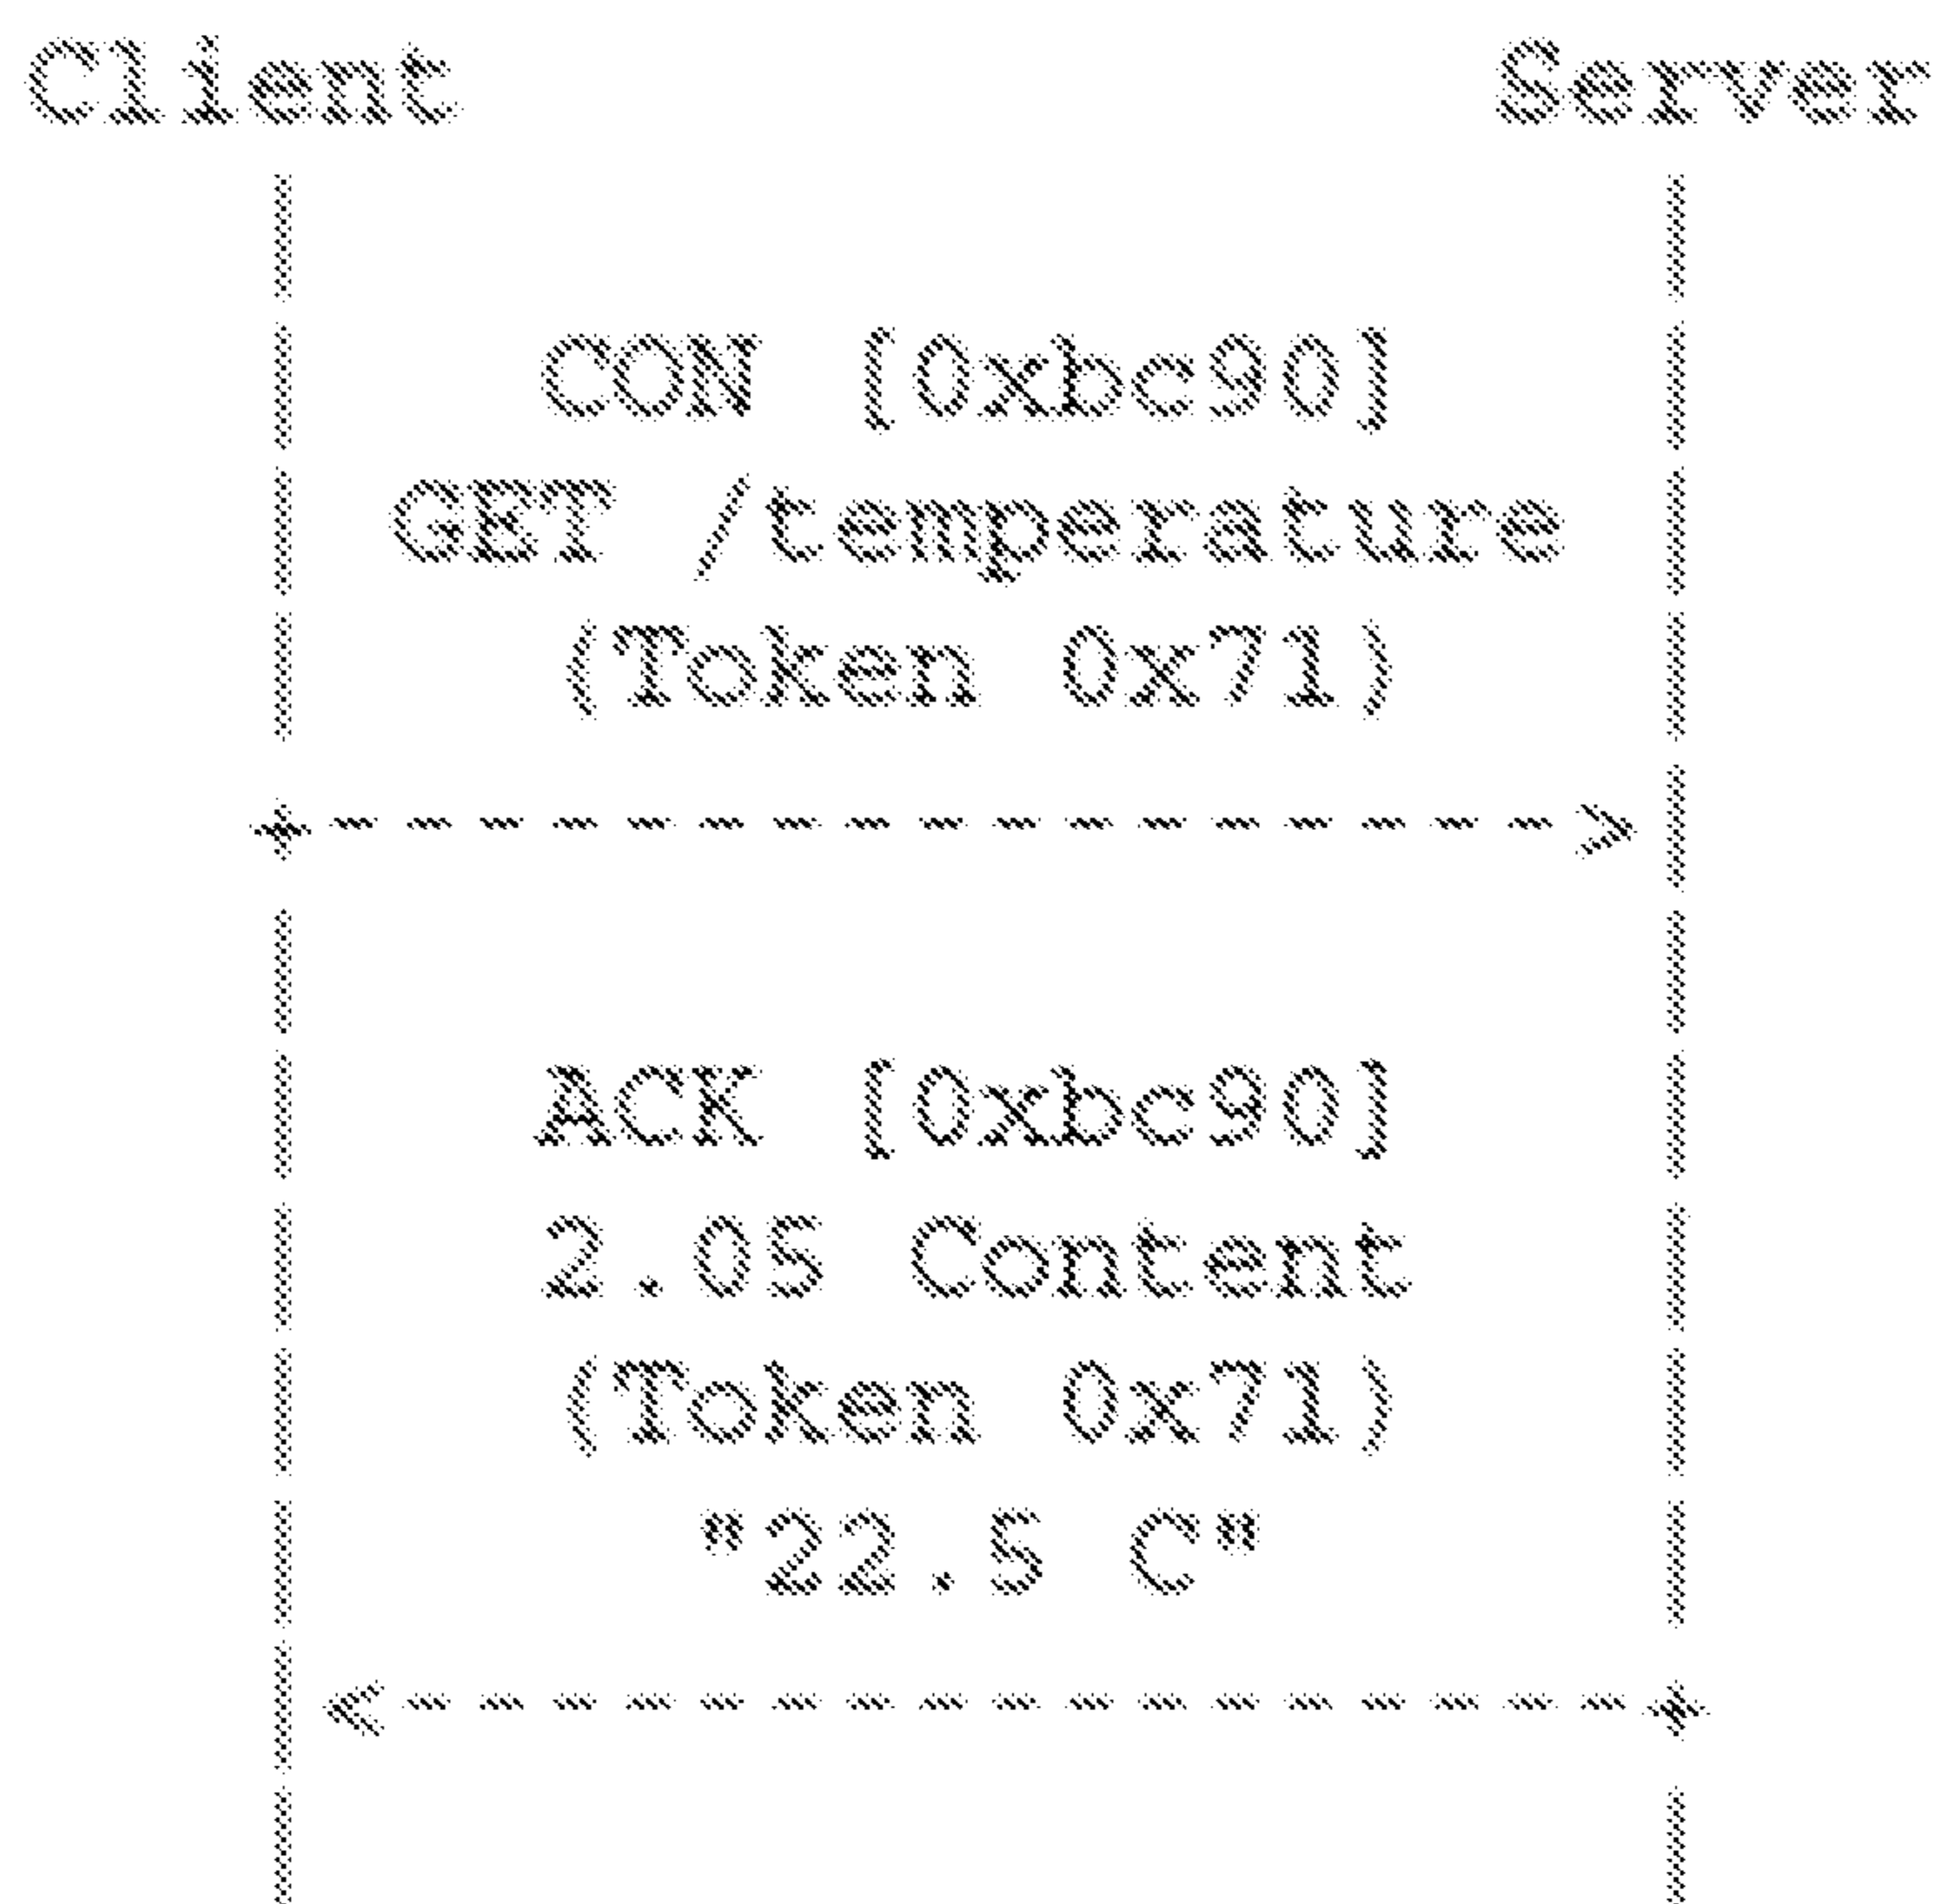 Client Server
CON [0xbc90]
GET /temperature
(Token 0x71)
ACK [0xbc90]
2.05 Content
(Token 0x71)
"22.5 C"